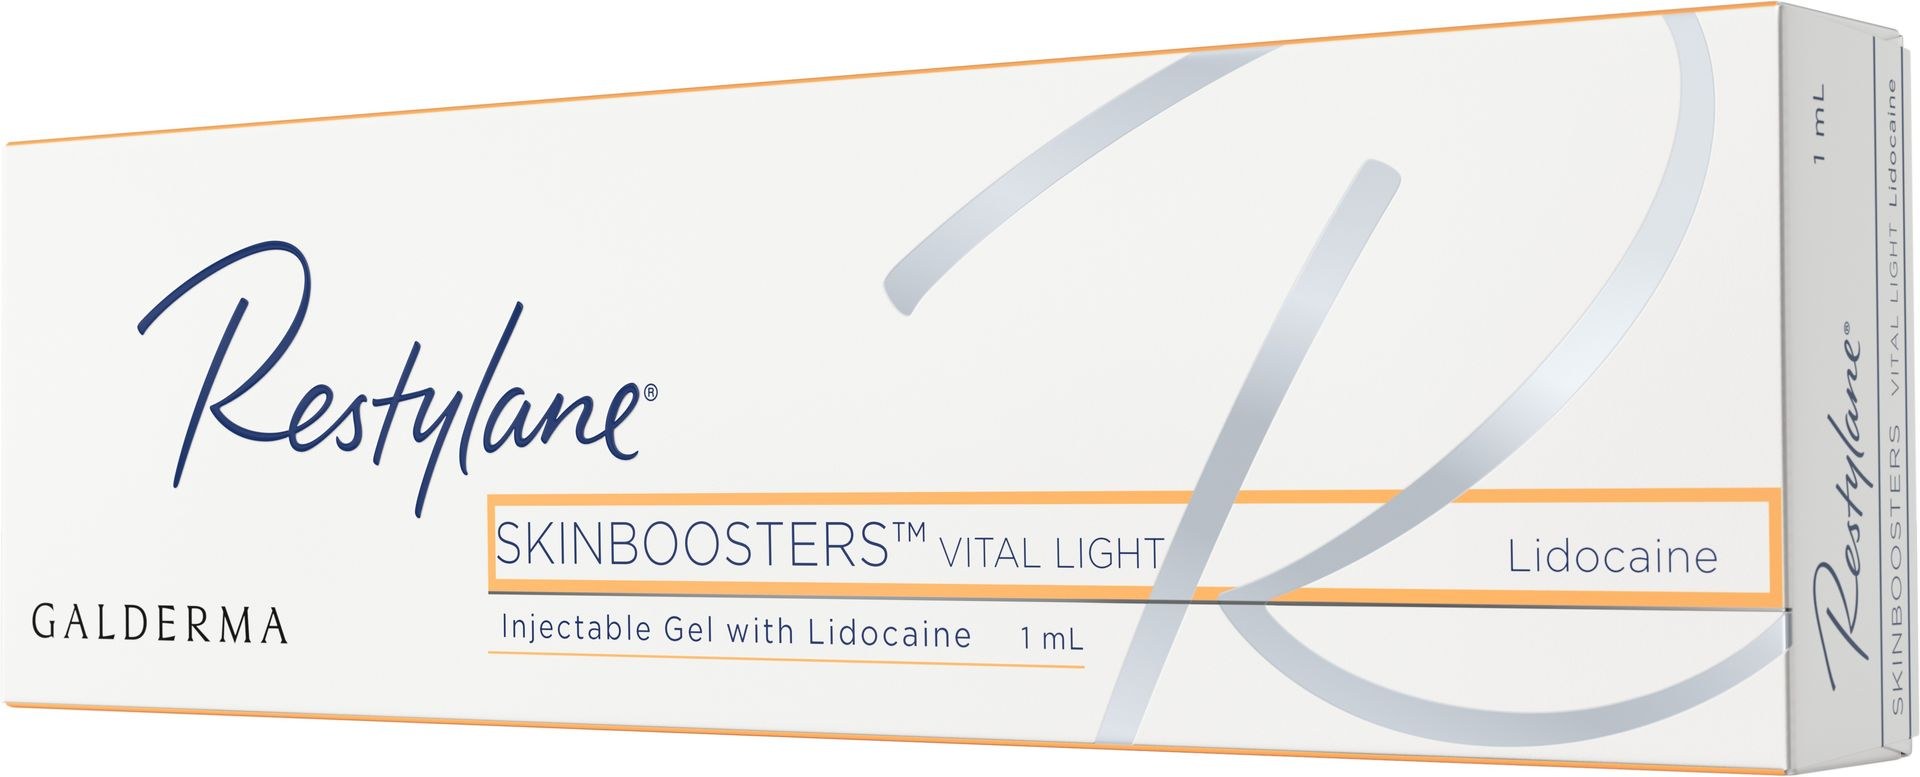 Restylane®
SKINBOOSTERS™ VITAL LIGHT Lidocaine
GALDERMA
Injectable Gel with Lidocaine 1 mL
Restylane® 1 mL
SKINBOOSTERS VITAL LIGHT Lidocaine